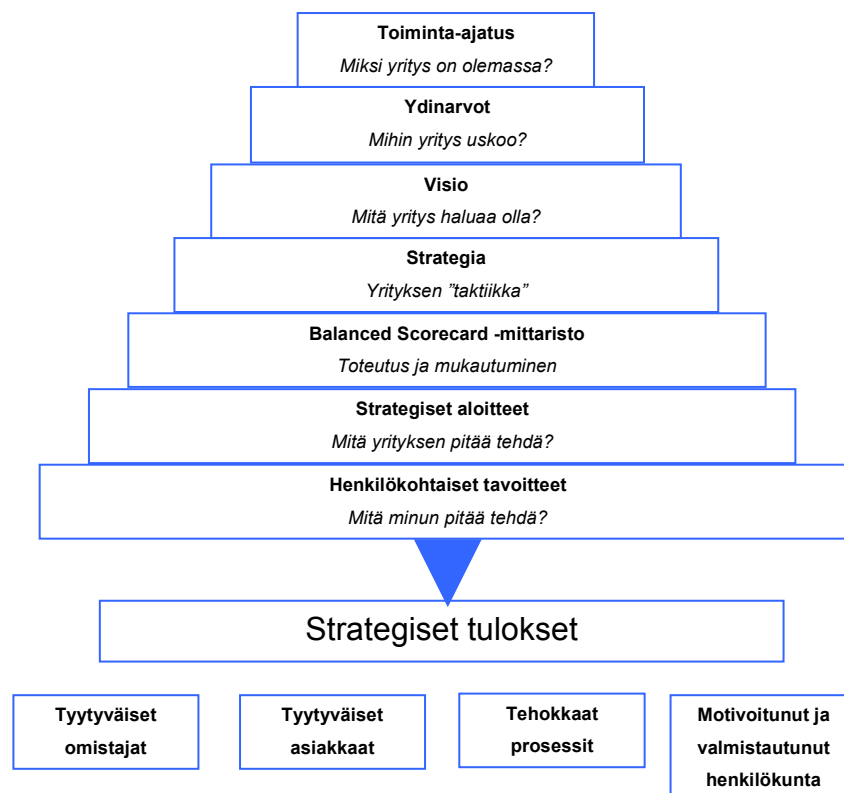 Toiminta-ajatus
Miksi yritys on olemassa?
Ydinarvot
Mihin yritys uskoo?
Visio
Mitä yritys haluaa olla?
Strategia
Yrityksen ”taktiikka”
Balanced Scorecard -mittaristo
Toteutus ja mukautuminen
Strategiset aloitteet
Mitä yrityksen pitää tehdä?
Henkilökohtaiset tavoitteet
Mitä minun pitää tehdä?
Strategiset tulokset
Tyytyväiset
omistajat
Tyytyväiset
asiakkaat
Tehokkaat
prosessit
Motivoitunut ja
valmistautunut
henkilökunta